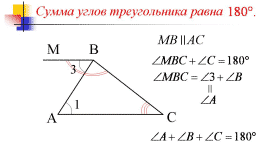 Сумма углов треугольника равна 180°.
M B
3
1
A C
MB || AC
∠MBC + ∠C = 180°
∠MBC = ∠3 + ∠B
||
∠A
∠A + ∠B + ∠C = 180°